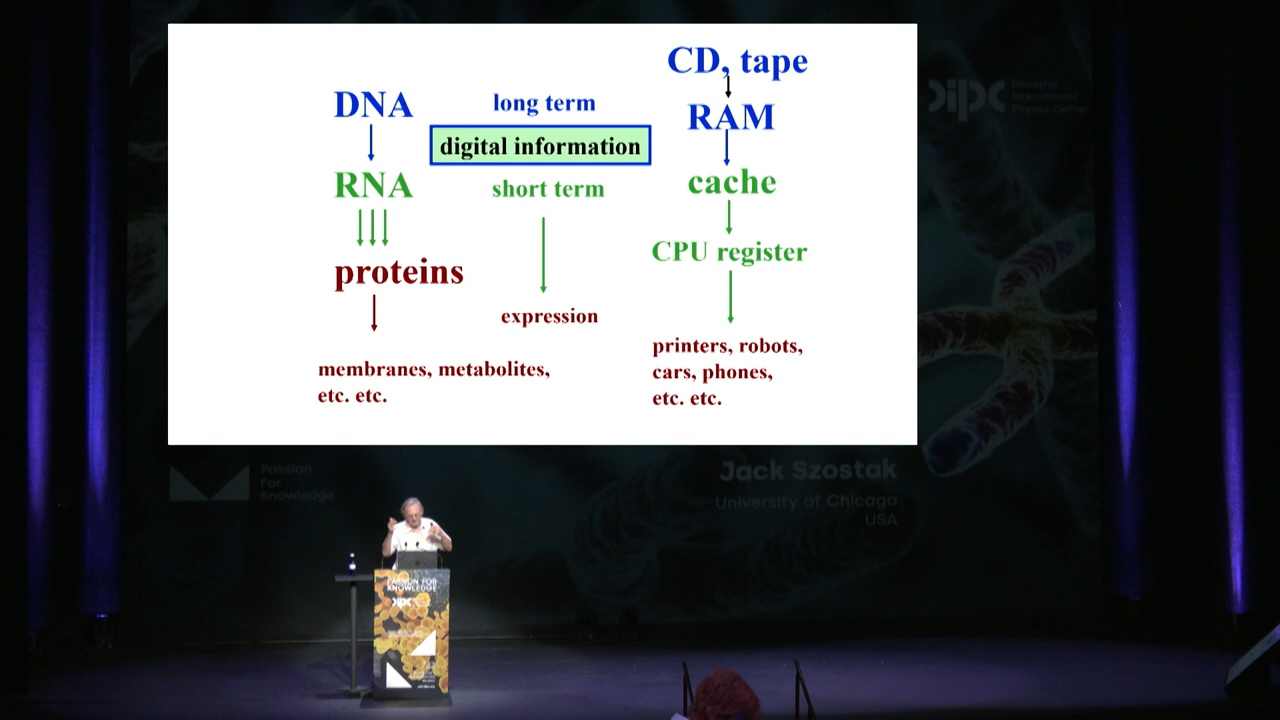 DNA
RNA
proteins
membranes, metabolites,
etc. etc.
long term
digital information
short term
expression
CD, tape
RAM
cache
CPU register
printers, robots,
cars, phones,
etc. etc.
dipc
Donostia
International
Physics Center
Passion
For
Knowledge
Jack Szostak
University of Chicago
USA
PASSION FOR
KNOWLEDGE
dipc